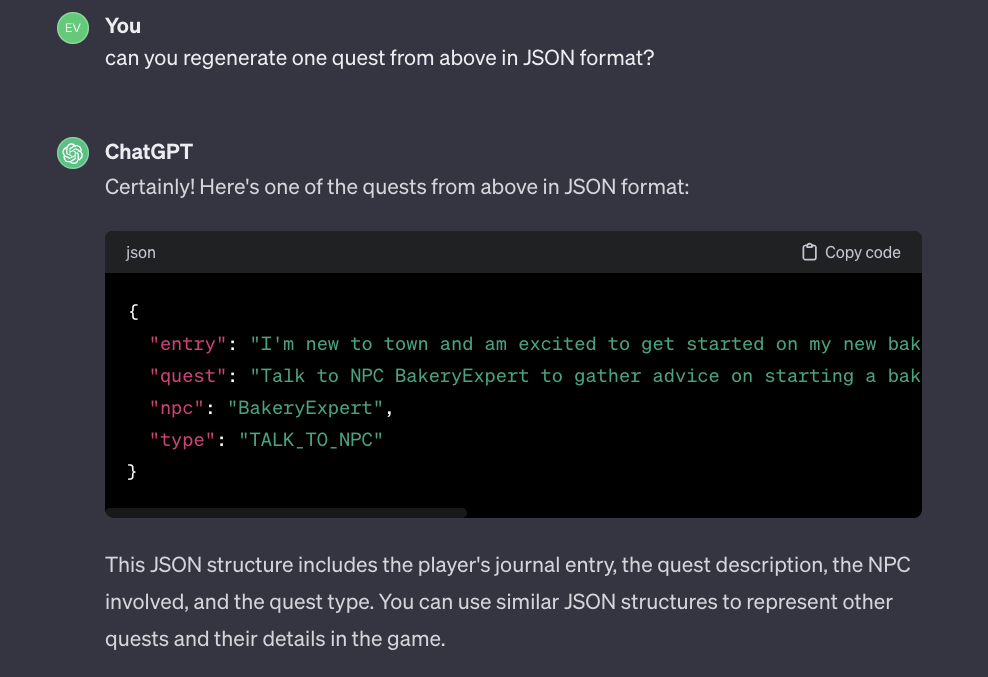 EV
You
can you regenerate one quest from above in JSON format?
ChatGPT
Certainly! Here's one of the quests from above in JSON format:
json
Copy code
{
"entry": "I'm new to town and am excited to get started on my new bak
"quest": "Talk to NPC BakeryExpert to gather advice on starting a bak
"npc": "BakeryExpert",
"type": "TALK_TO_NPC"
}
This JSON structure includes the player's journal entry, the quest description, the NPC
involved, and the quest type. You can use similar JSON structures to represent other
quests and their details in the game.